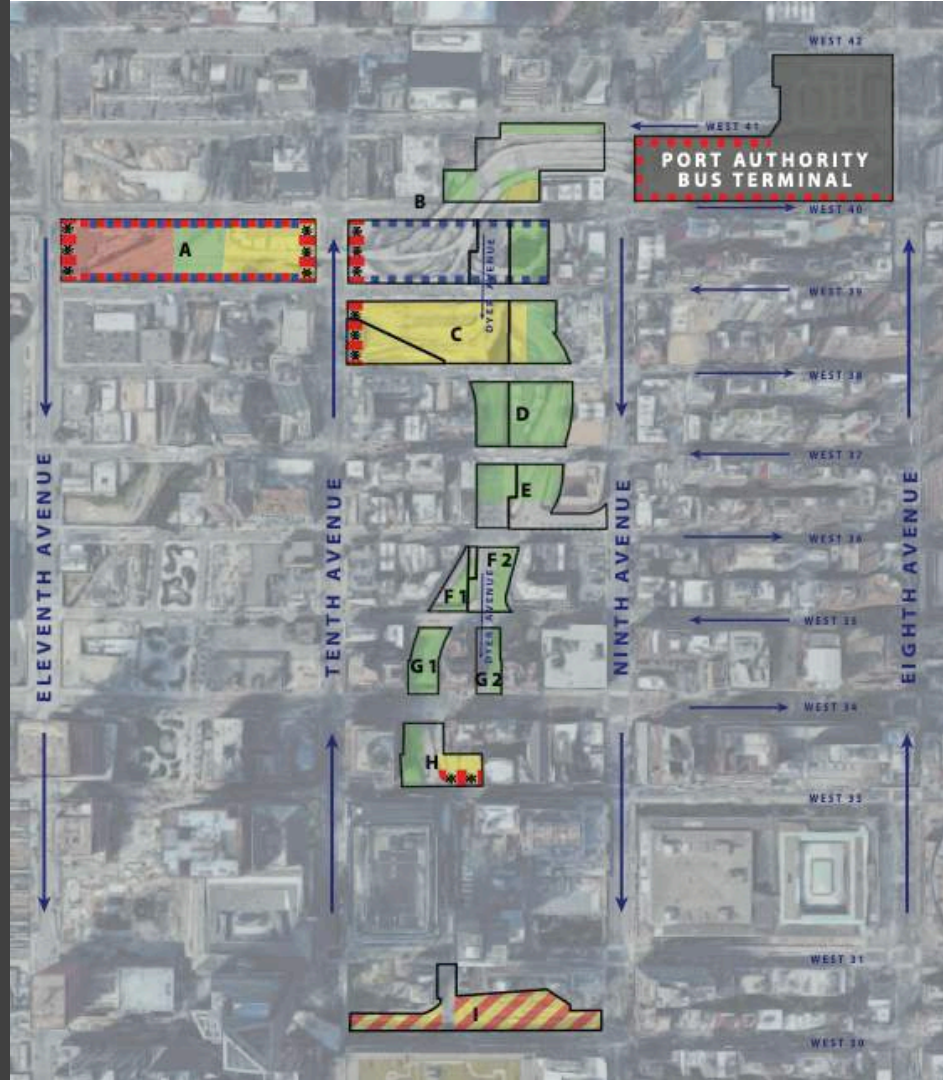 WEST 42
WEST 41
PORT AUTHORITY
BUS TERMINAL
B
WEST 40
A
DYER AVENUE
WEST 39
C
WEST 38
D
WEST 37
ELEVENTH AVENUE
TENTH AVENUE
E
NINTH AVENUE
EIGHTH AVENUE
WEST 36
F 1
F 2
DYER AVENUE
WEST 35
G 1
G 2
WEST 34
H
WEST 33
WEST 31
I
WEST 30